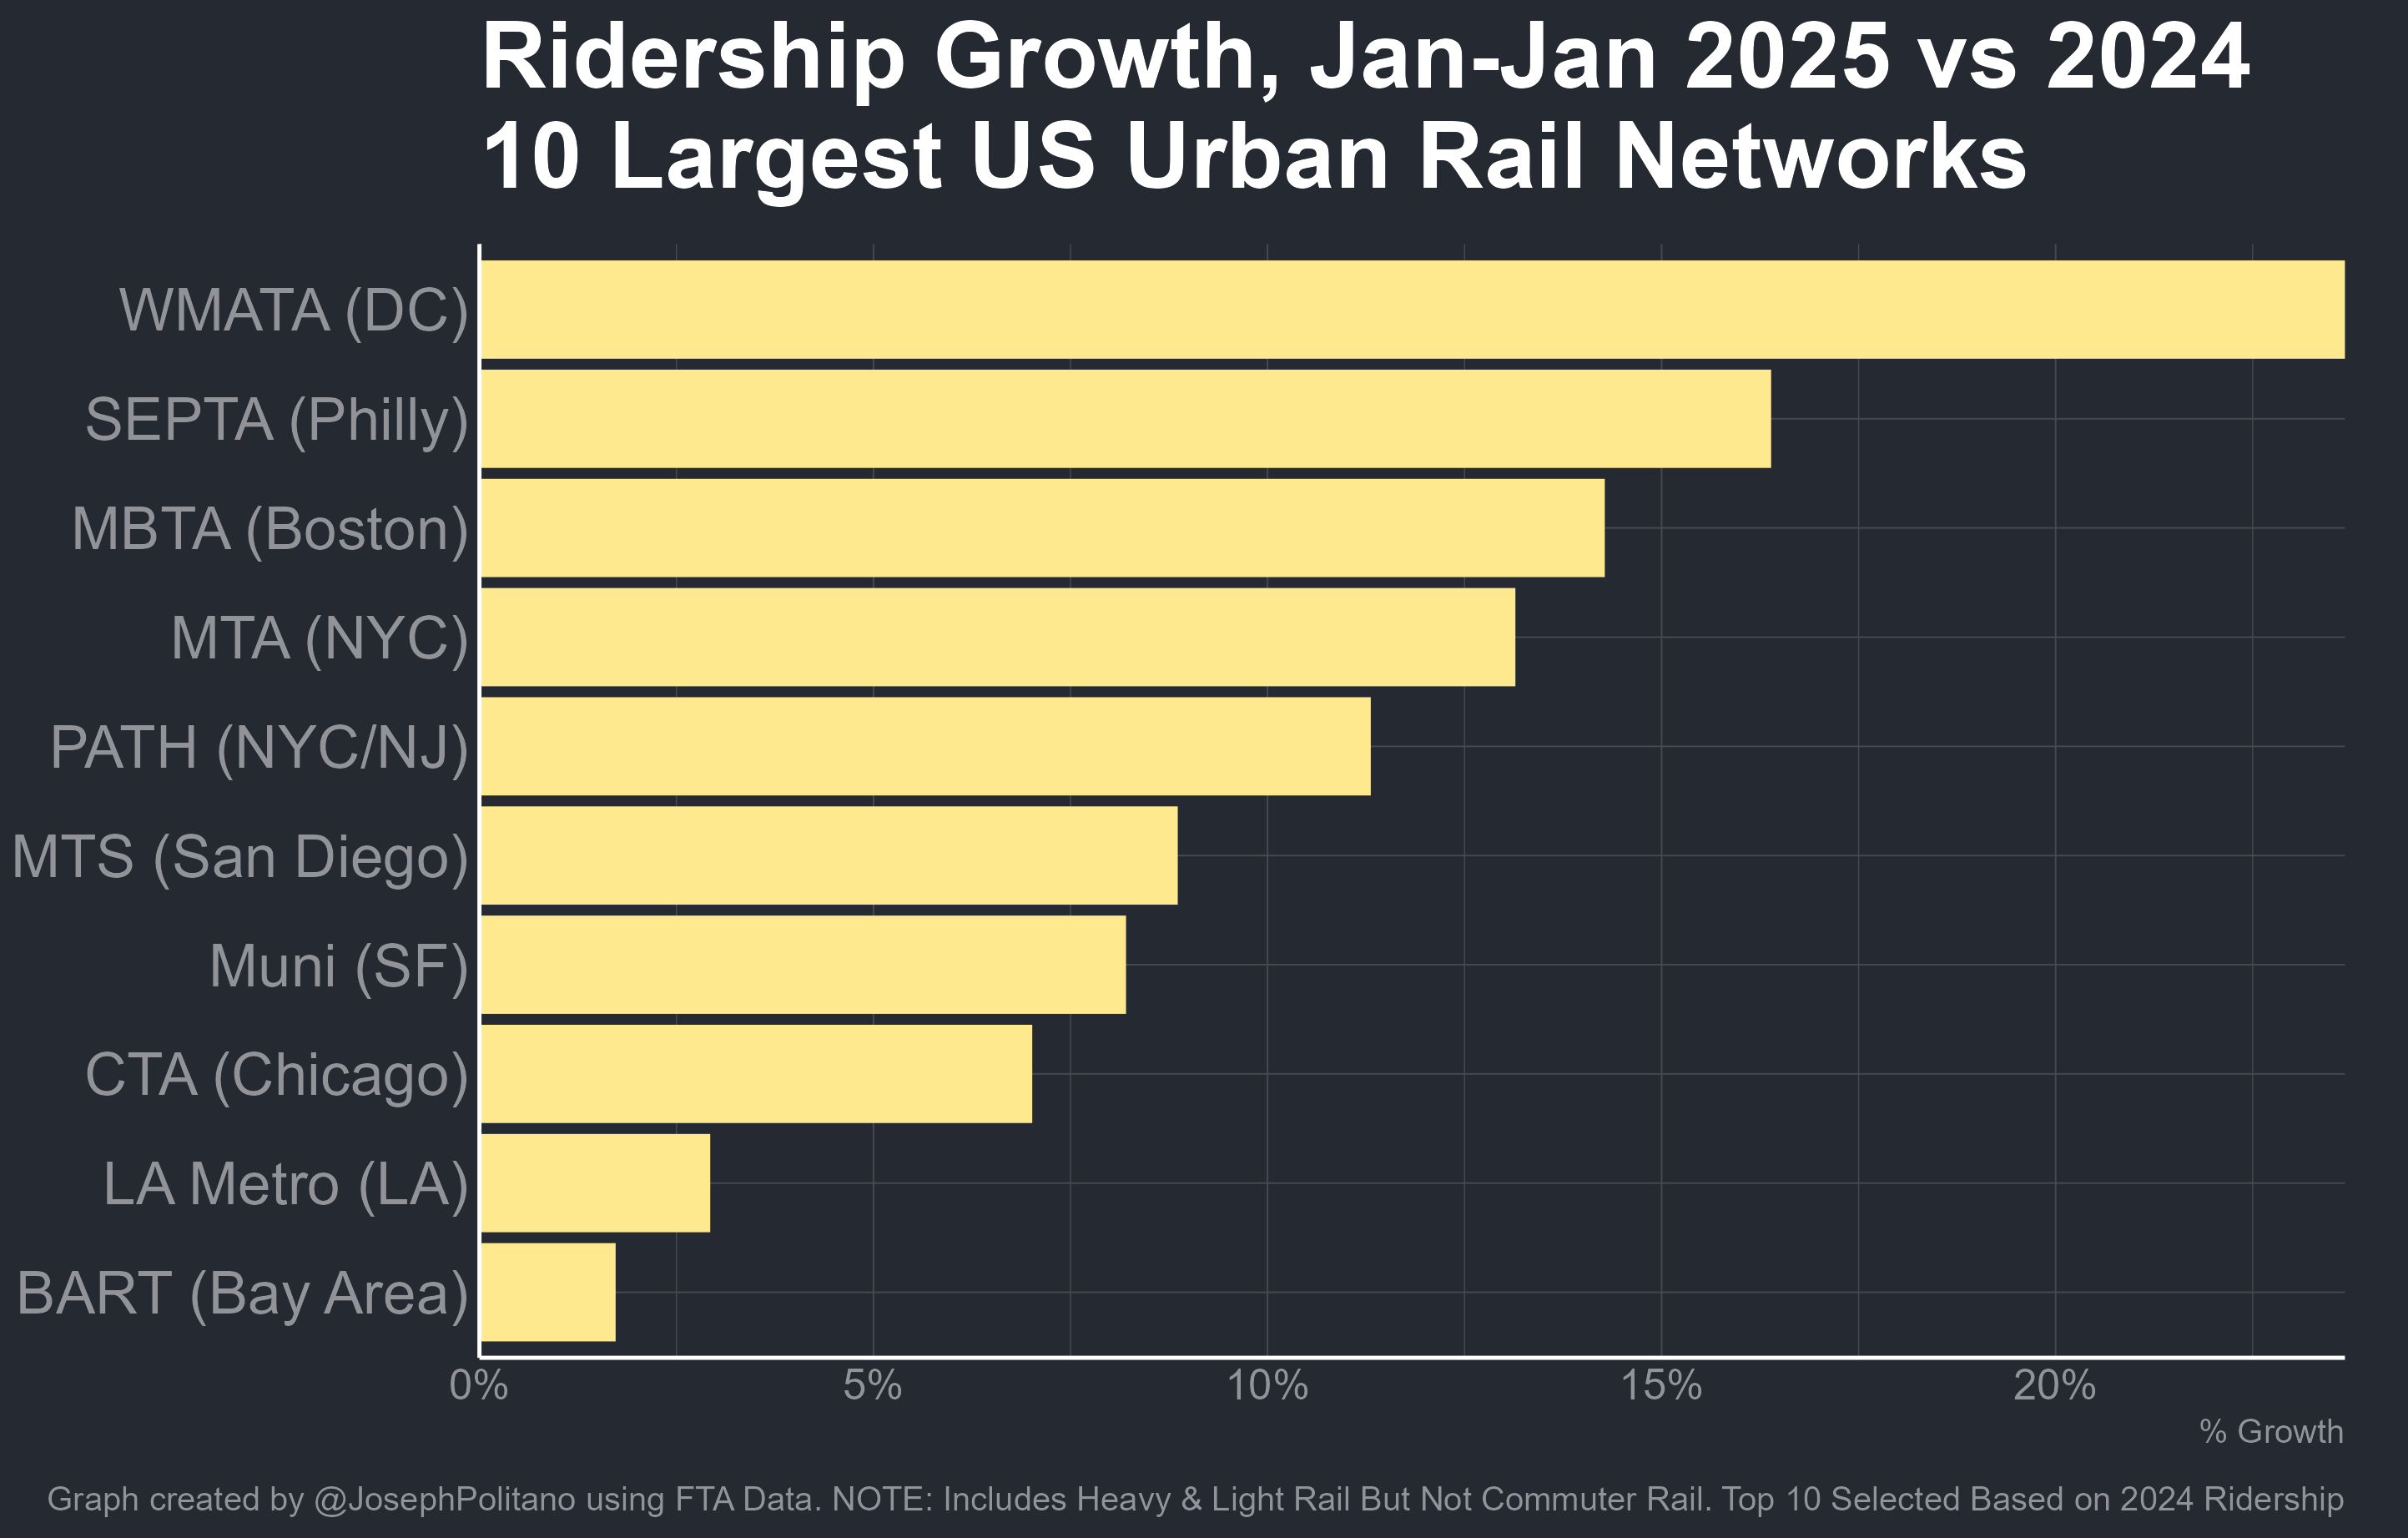 Ridership Growth, Jan-Jan 2025 vs 2024
10 Largest US Urban Rail Networks
WMATA (DC)
SEPTA (Philly)
MBTA (Boston)
MTA (NYC)
PATH (NYC/NJ)
MTS (San Diego)
Muni (SF)
CTA (Chicago)
LA Metro (LA)
BART (Bay Area)
0% 5% 10% 15% 20%
% Growth
Graph created by @JosephPolitano using FTA Data. NOTE: Includes Heavy & Light Rail But Not Commuter Rail. Top 10 Selected Based on 2024 Ridership